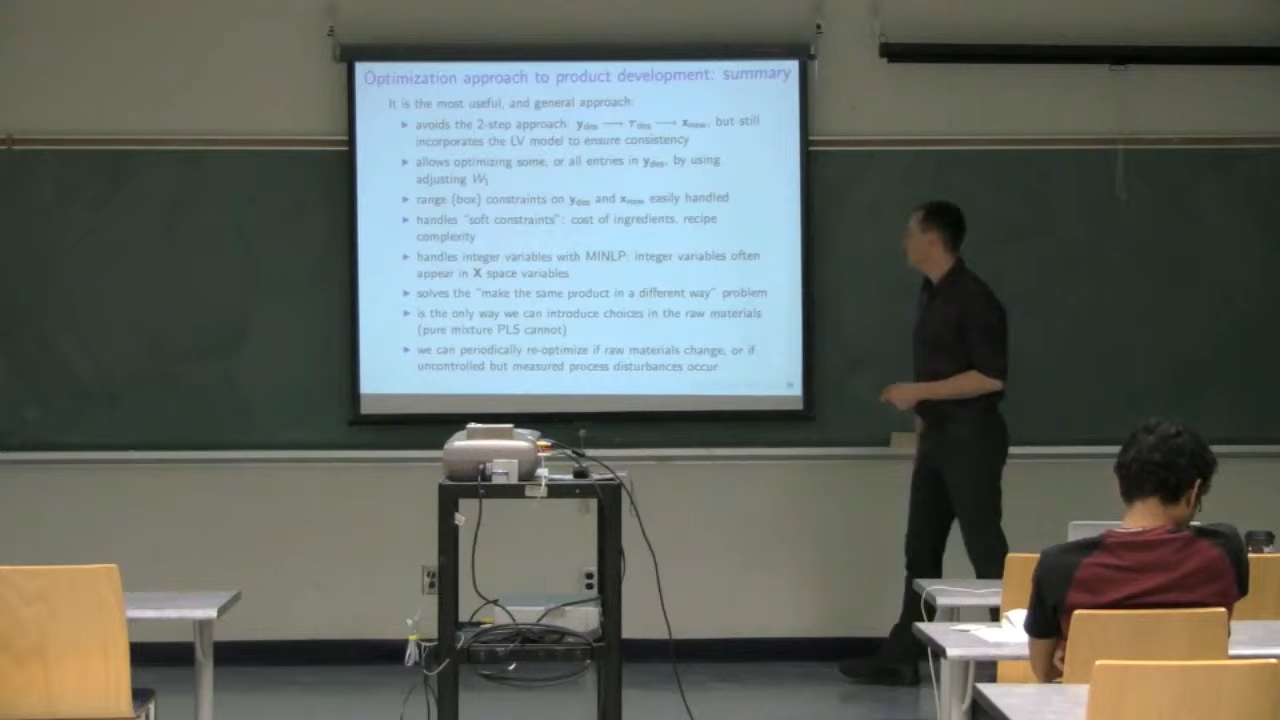 Optimization approach to product development: summary
It is the most useful, and general approach:
► avoids the 2-step approach: y_des ⟶ τ_des ⟶ x_new, but still
incorporates the LV model to ensure consistency
► allows optimizing some, or all entries in y_des, by using
adjusting W₁
► range (box) constraints on y_des and x_new easily handled
► handles "soft constraints": cost of ingredients, recipe
complexity
► handles integer variables with MINLP: integer variables often
appear in X space variables
► solves the "make the same product in a different way" problem
► is the only way we can introduce choices in the raw materials
(pure mixture PLS cannot)
► we can periodically re-optimize if raw materials change, or if
uncontrolled but measured process disturbances occur